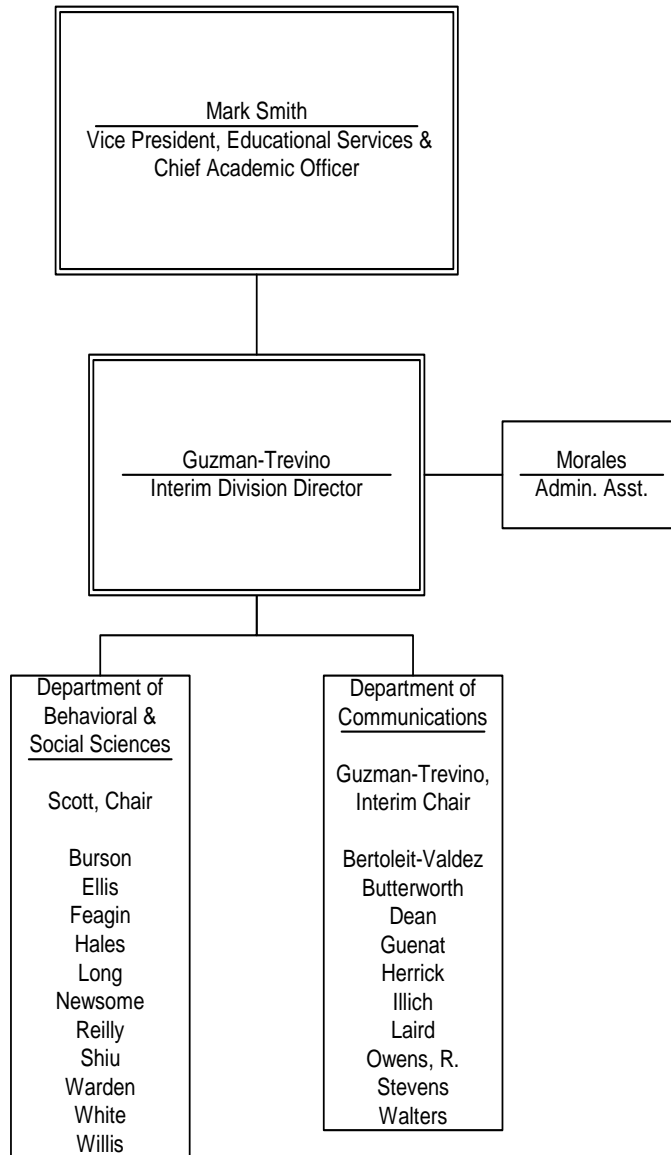 Mark Smith
Vice President, Educational Services &
Chief Academic Officer
Guzman-Trevino
Interim Division Director
Morales
Admin. Asst.
Department of
Behavioral &
Social Sciences
Scott, Chair
Burson
Ellis
Feagin
Hales
Long
Newsome
Reilly
Shiu
Warden
White
Willis
Department of
Communications
Guzman-Trevino,
Interim Chair
Bertoleit-Valdez
Butterworth
Dean
Guenat
Herrick
Illich
Laird
Owens, R.
Stevens
Walters